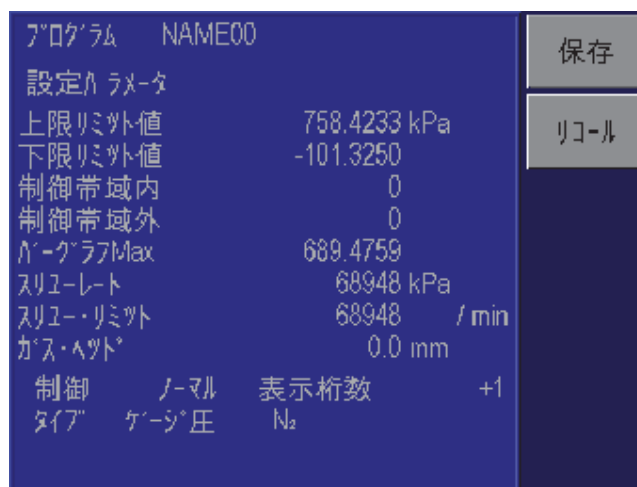 プログラム NAME00
設定パラメータ
上限リミット値 758.4233 kPa
下限リミット値 -101.3250
制御帯域内 0
制御帯域外 0
バーグラフMax 689.4759
スリューレート 68948 kPa
スリュー・リミット 68948 / min
ガス・ヘッド 0.0 mm
制御 ノーマル 表示桁数 +1
タイプ ゲージ圧 N₂
保存
リコール